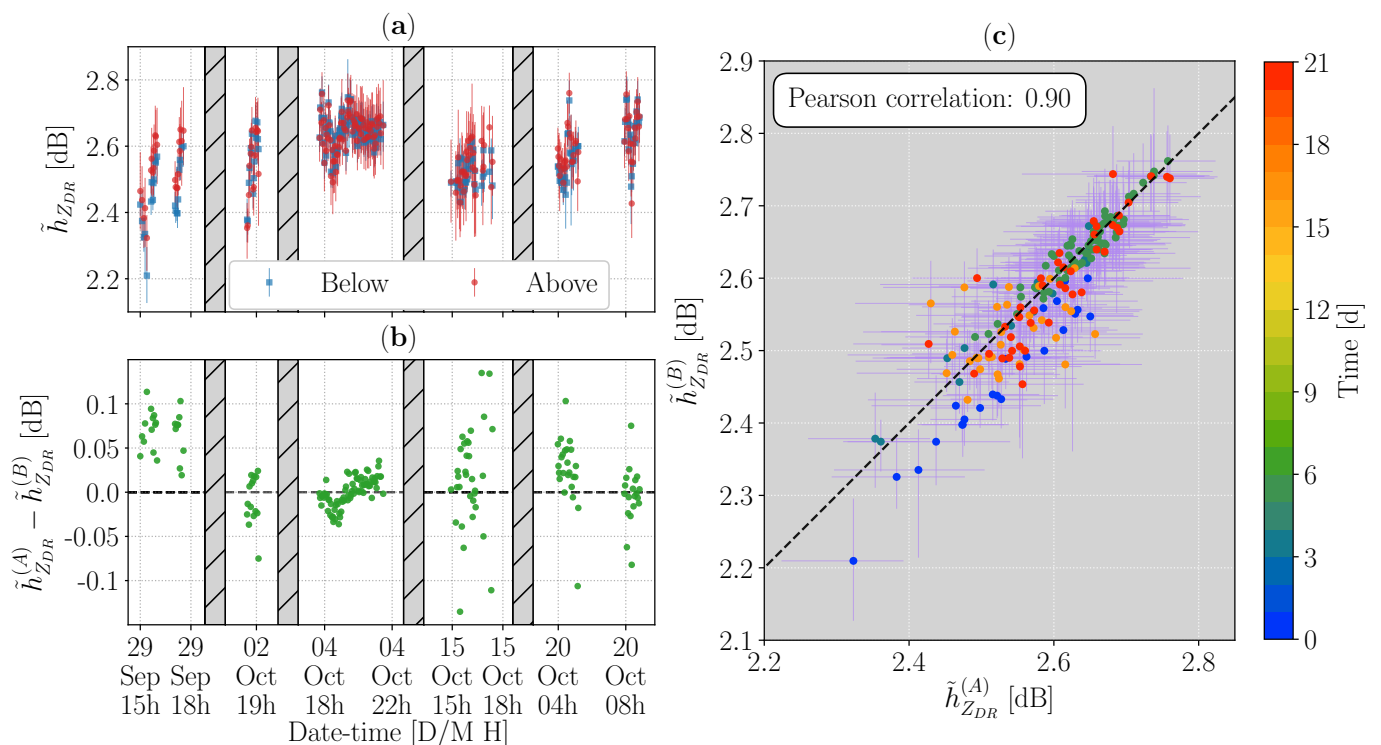 (a)
2.8
2.6
2.4
2.2
h̃_{Z_{DR}} [dB]
Below
Above
(b)
0.1
0.05
0.0
-0.05
-0.1
h̃^{(A)}_{Z_{DR}} − h̃^{(B)}_{Z_{DR}} [dB]
29 29 02 04 04 15 15 20 20
Sep Sep Oct Oct Oct Oct Oct Oct Oct
15h 18h 19h 18h 22h 15h 18h 04h 08h
Date-time [D/M H]
(c)
Pearson correlation: 0.90
2.9
2.8
2.7
2.6
2.5
2.4
2.3
2.2
2.1
h̃^{(B)}_{Z_{DR}} [dB]
2.2 2.4 2.6 2.8
h̃^{(A)}_{Z_{DR}} [dB]
21
18
15
12
9
6
3
0
Time [d]